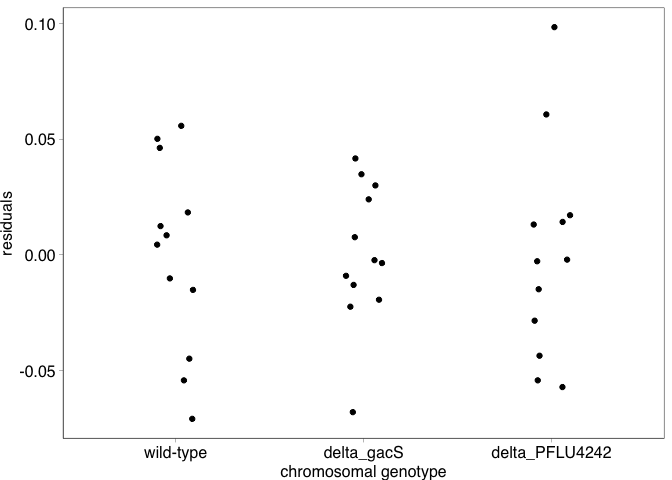 0.10
0.05
0.00
-0.05
residuals
wild-type delta_gacS delta_PFLU4242
chromosomal genotype